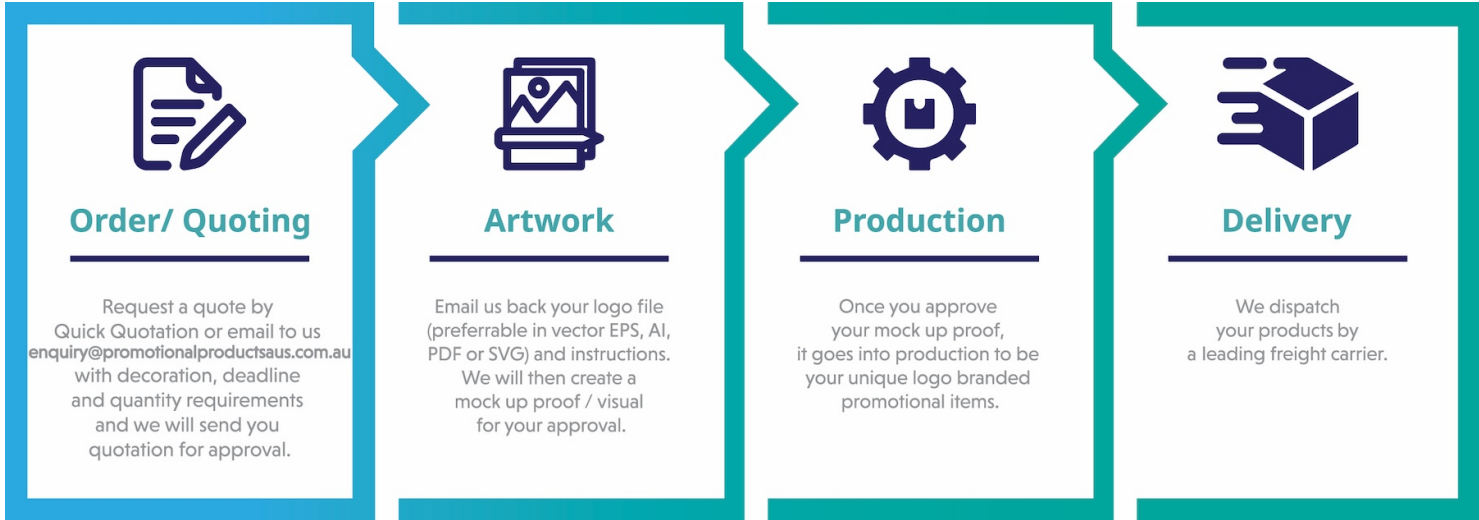 Order/ Quoting
Request a quote by
Quick Quotation or email to us
enquiry@promotionalproductsaus.com.au
with decoration, deadline
and quantity requirements
and we will send you
quotation for approval.
Artwork
Email us back your logo file
(preferrable in vector EPS, AI,
PDF or SVG) and instructions.
We will then create a
mock up proof / visual
for your approval.
Production
Once you approve
your mock up proof,
it goes into production to be
your unique logo branded
promotional items.
Delivery
We dispatch
your products by
a leading freight carrier.